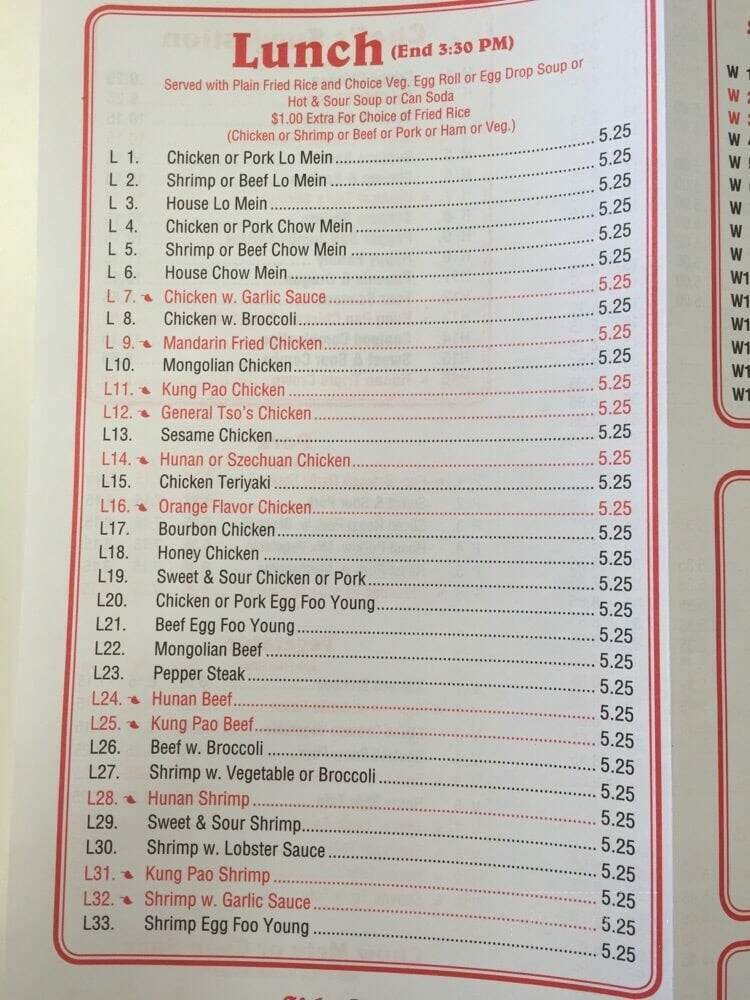 Lunch (End 3:30 PM)
Served with Plain Fried Rice and Choice Veg. Egg Roll or Egg Drop Soup or
Hot & Sour Soup or Can Soda
$1.00 Extra For Choice of Fried Rice
(Chicken or Shrimp or Beef or Pork or Ham or Veg.)
L 1. Chicken or Pork Lo Mein 5.25
L 2. Shrimp or Beef Lo Mein 5.25
L 3. House Lo Mein 5.25
L 4. Chicken or Pork Chow Mein 5.25
L 5. Shrimp or Beef Chow Mein 5.25
L 6. House Chow Mein 5.25
L 7. Chicken w. Garlic Sauce 5.25
L 8. Chicken w. Broccoli 5.25
L 9. Mandarin Fried Chicken 5.25
L10. Mongolian Chicken 5.25
L11. Kung Pao Chicken 5.25
L12. General Tso's Chicken 5.25
L13. Sesame Chicken 5.25
L14. Hunan or Szechuan Chicken 5.25
L15. Chicken Teriyaki 5.25
L16. Orange Flavor Chicken 5.25
L17. Bourbon Chicken 5.25
L18. Honey Chicken 5.25
L19. Sweet & Sour Chicken or Pork 5.25
L20. Chicken or Pork Egg Foo Young 5.25
L21. Beef Egg Foo Young 5.25
L22. Mongolian Beef 5.25
L23. Pepper Steak 5.25
L24. Hunan Beef 5.25
L25. Kung Pao Beef 5.25
L26. Beef w. Broccoli 5.25
L27. Shrimp w. Vegetable or Broccoli 5.25
L28. Hunan Shrimp 5.25
L29. Sweet & Sour Shrimp 5.25
L30. Shrimp w. Lobster Sauce 5.25
L31. Kung Pao Shrimp 5.25
L32. Shrimp w. Garlic Sauce 5.25
L33. Shrimp Egg Foo Young 5.25